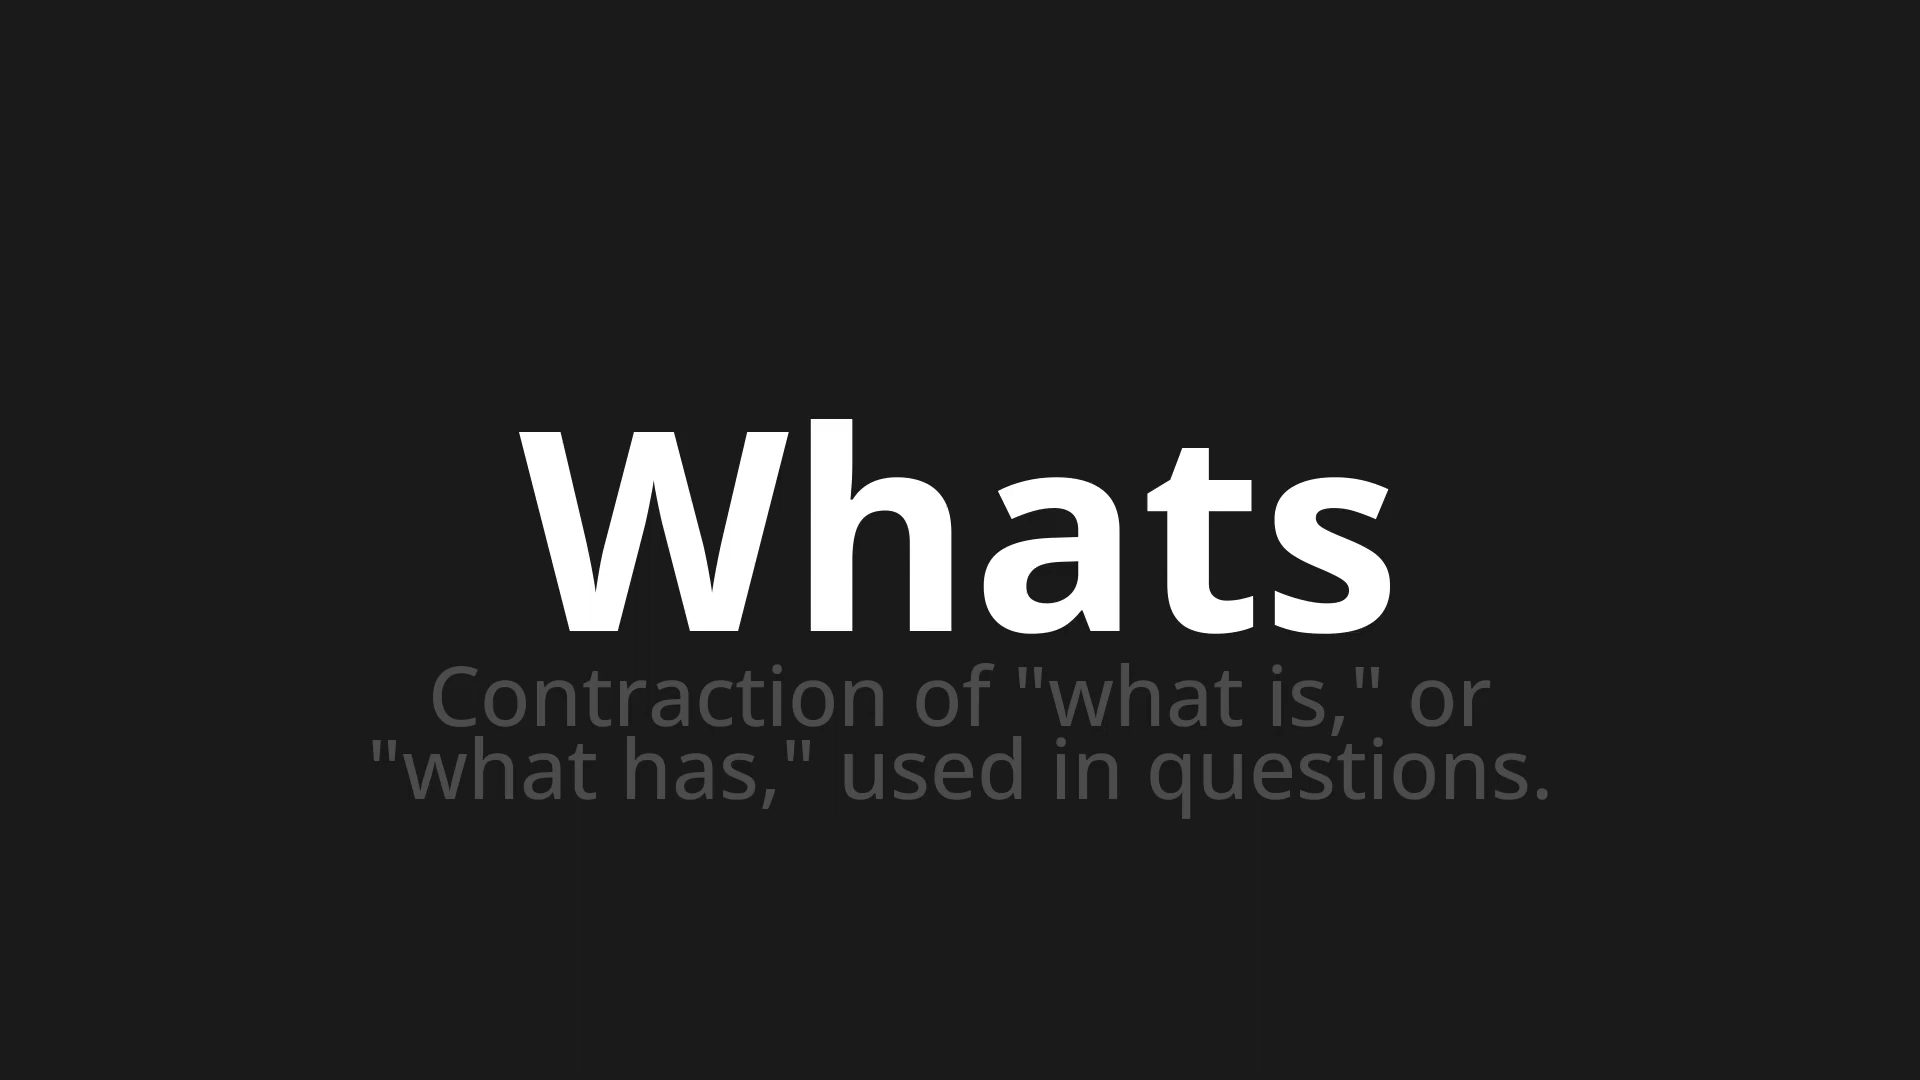 Whats
Contraction of "what is," or
"what has," used in questions.